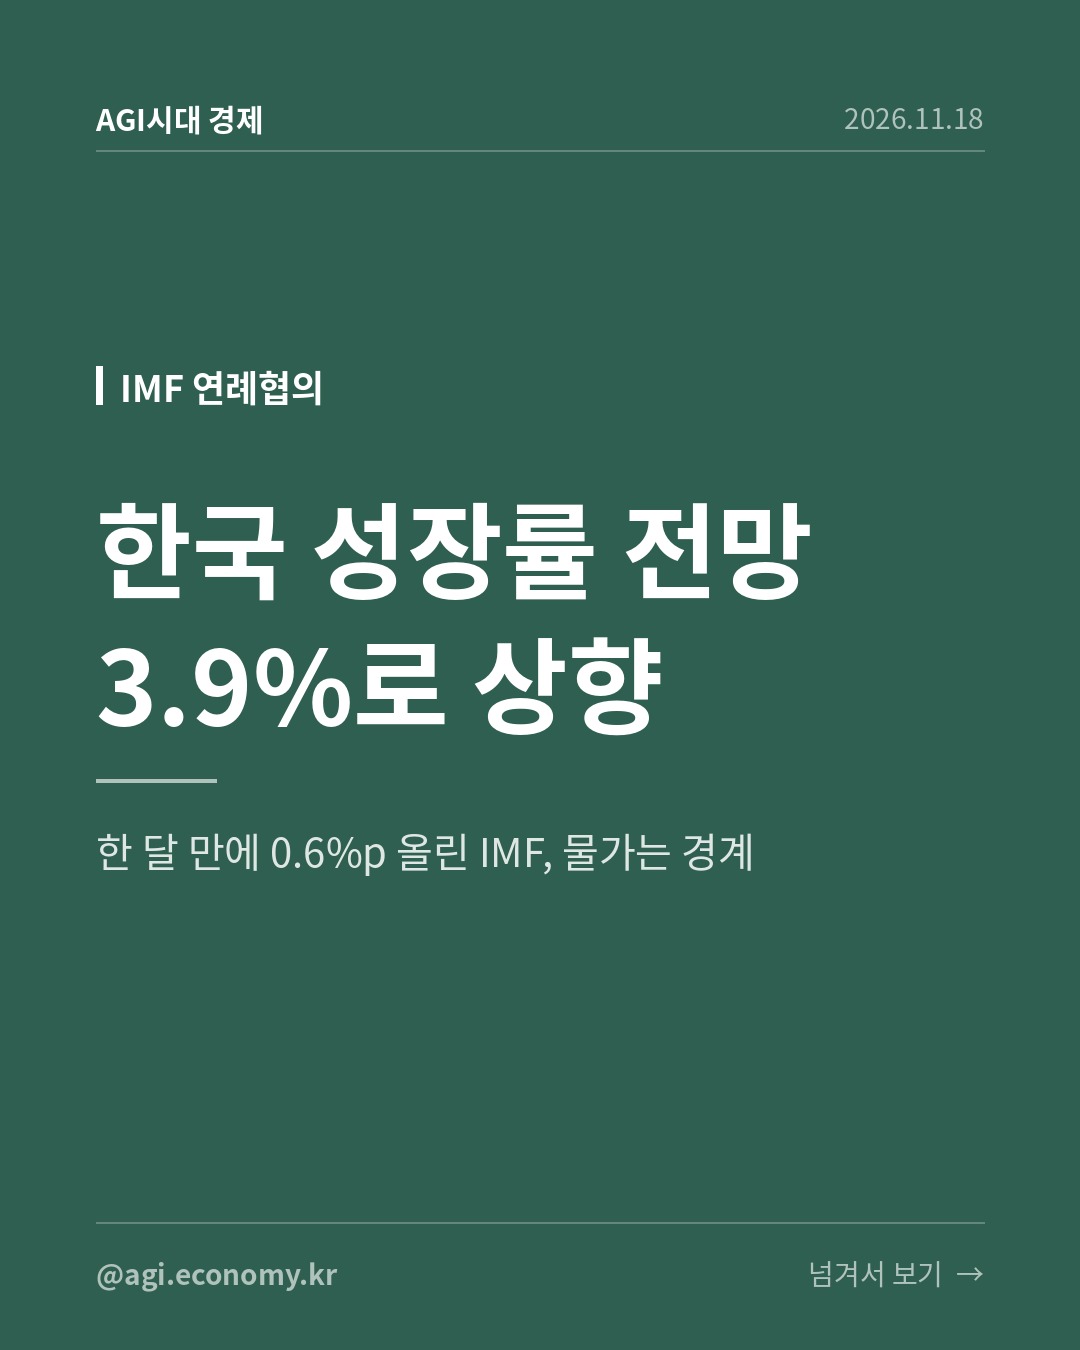 AGI시대 경제
2026.11.18
IMF 연례협의
한국 성장률 전망
3.9%로 상향
한 달 만에 0.6%p 올린 IMF, 물가는 경계
@agi.economy.kr
넘겨서 보기 →